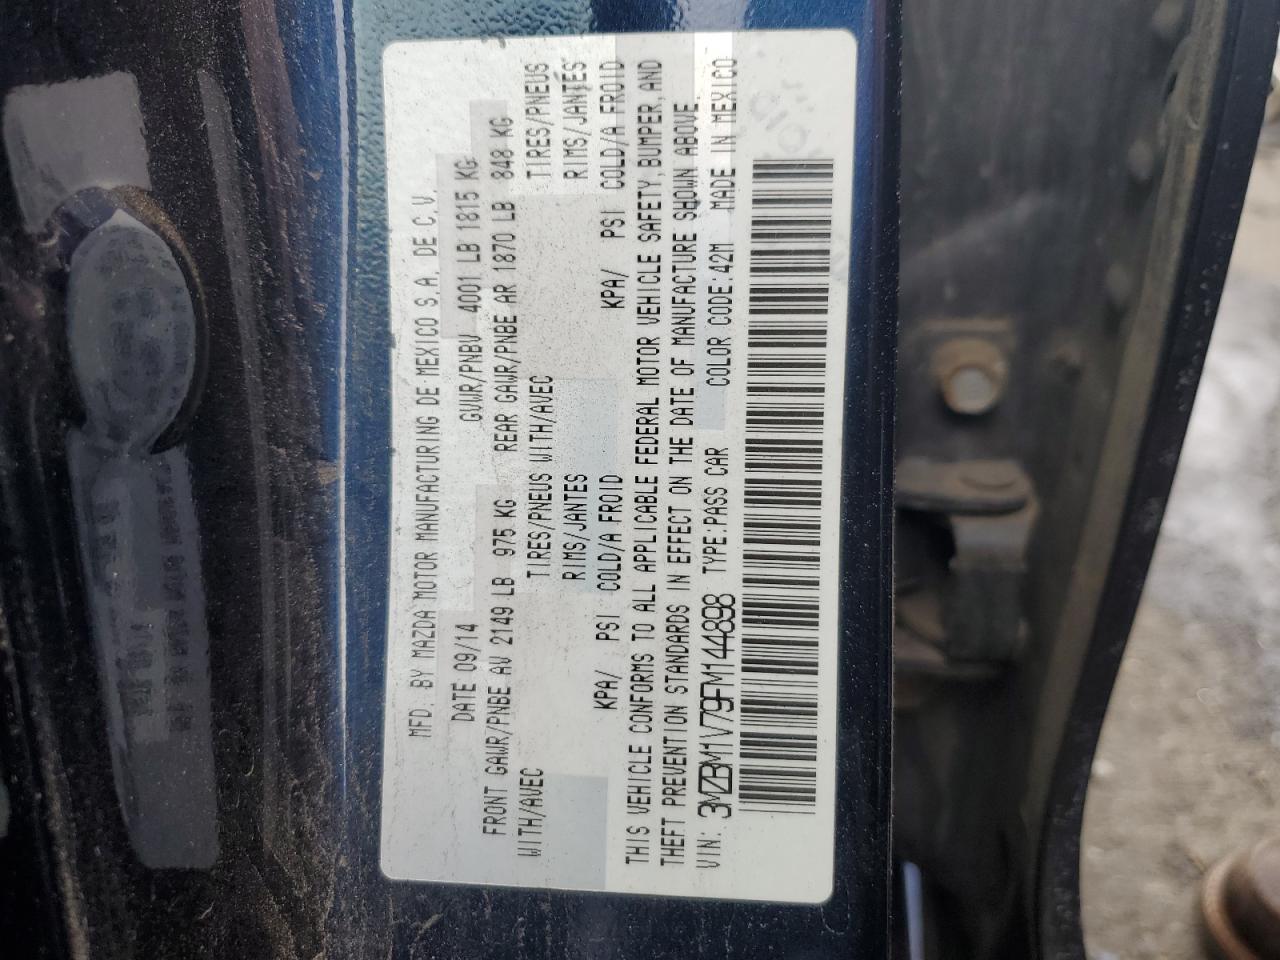 MFD. BY MAZDA MOTOR MANUFACTURING DE MEXICO S.A. DE C.V.
DATE 09/14 GVWR/PNBV 4001 LB 1815 KG
FRONT GAWR/PNBE AV 2149 LB 975 KG REAR GAWR/PNBE AR 1870 LB 848 KG
WITH/AVEC TIRES/PNEUS WITH/AVEC TIRES/PNEUS
RIMS/JANTES RIMS/JANTES
KPA/ PSI COLD/A FROID KPA/ PSI COLD/A FROID
THIS VEHICLE CONFORMS TO ALL APPLICABLE FEDERAL MOTOR VEHICLE SAFETY, BUMPER, AND
THEFT PREVENTION STANDARDS IN EFFECT ON THE DATE OF MANUFACTURE SHOWN ABOVE.
VIN: 3MZBM1V79FM144898 TYPE:PASS CAR COLOR CODE:42M MADE IN MEXICO